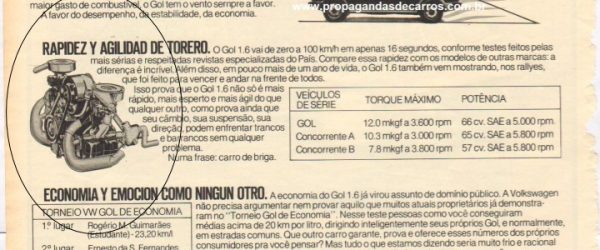 www.propagandasdecarros.com.br
maior gasto de combustível, o Gol tem o vento sempre a favor.
A favor do desempenho, da estabilidade, da economia.
RAPIDEZ Y AGILIDAD DE TORERO. O Gol 1.6 vai de zero a 100 km/h em apenas 16 segundos, conforme testes feitos pelas
mais sérias e respeitadas revistas especializadas do País. Compare essa rapidez com os modelos de outras marcas: a
diferença é incrível. Além disso, em pouco mais de um ano de vida, o Gol 1.6 também vem mostrando, nos rallyes,
que foi feito para vencer e andar na frente de todos.
Isso prova que o Gol 1.6 não só é mais
rápido, mais esperto e mais ágil do que
qualquer outro, como prova ainda que
seu câmbio, sua suspensão, sua
direção, podem enfrentar trancos
e barrancos sem qualquer
problema.
Numa frase: carro de briga.
VEÍCULOS DE SÉRIE TORQUE MÁXIMO POTÊNCIA
GOL 12.0 mkgf a 3.600 rpm 66 cv. SAE a 5.000 rpm.
Concorrente A 10.3 mkgf a 3.000 rpm 65 cv. SAE a 5.800 rpm
Concorrente B 7.8 mkgf a 3.800 rpm 57 cv. SAE a 5.800 rpm
ECONOMIA Y EMOCION COMO NINGUN OTRO. A economia do Gol 1.6 já virou assunto de domínio público. A Volkswagen
não precisa argumentar nem provar aquilo que muitos atuais proprietários já demonstra-
ram no "Torneio Gol de Economia". Nesse teste pessoas como você conseguiram
médias acima de 20 km por litro, dirigindo inteligentemente seus próprios Gol, normalmente,
em estradas comuns. Que outro carro garante, prova e oferece esses números dos próprios
consumidores pra você pensar? Mas tudo o que estamos dizendo seria muito frio e racional
TORNEIO VW GOL DE ECONOMIA
1º lugar Rogério M. Guimarães
(Estudante) - 23,20 km/l
2º lugar Ernesto da S. Fernandes